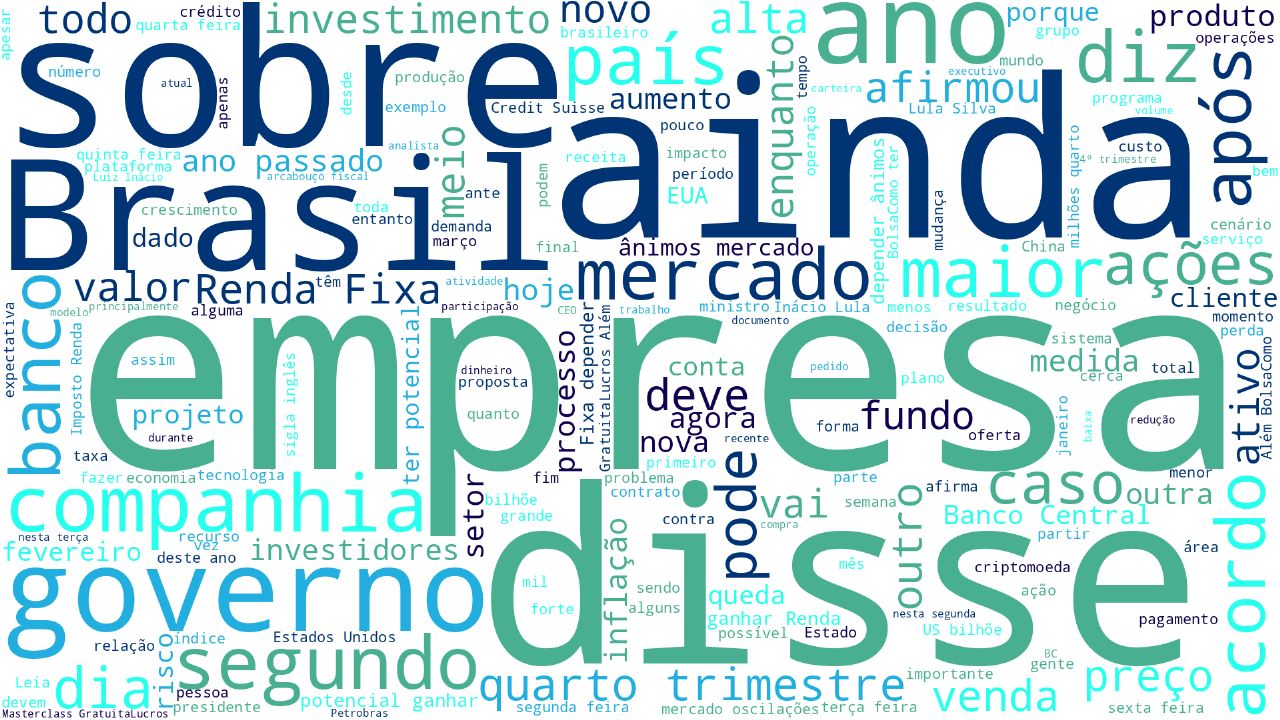 apesar
todo
crédito
quarta feira
investimento
novo
brasileiro
alta
ano
porque
grupo
produto
operações
sobre
número
atual
apenas
desde
produção
exemplo
Credit Suisse
país
aumento
pouco
enquanto
tempo
carteira
mundo
executivo
afirmou
Lula Silva
diz
programa
volume
após
quinta feira
plataforma
Luiz Inácio
ano passado
arcabouço fiscal
analista
meio
ante
receita
impacto
período
EUA
operação
depender ânimos
BolsaComo ter
ainda
mudança
milhões quarto
4º trimestre
custo
bem
Brasil
crescimento
dado
toda
entanto
demanda
março
podem
final
ânimos mercado
China
cenário
serviço
valor
Renda
têm
Fixa
atividade
hoje
mercado
maior
ações
cliente
momento
perda
banco
expectativa
modelo
principalmente
alguma
participação
CEO
trabalho
ministro
Inácio Lula
documento
menos
resultado
decisão
negócio
sistema
empresa
Imposto Renda
assim
sigla inglês
projeto
durante
ter potencial
dinheiro
proposta
quanto
processo
Fixa depender
GratuitaLucros Além
conta
deve
agora
nova
recente
pedido
forma
fundo
plano
oferta
medida
cerca
total
janeiro
baixa
redução
ativo
Além BolsaComo
taxa
fazer
economia
tecnologia
companhia
setor
fim
problema
primeiro
contrato
bilhõe
grande
contra
pode
vai
compra
parte
semana
afirma
caso
outra
menor
outro
Banco Central
partir
área
acordo
nesta terça
recurso
fevereiro
vez
deste ano
investidores
governo
disse
mil
forte
inflação
sendo
alguns
queda
ganhar Renda
possível
Estado
mês
nesta segunda
US bilhõe
criptomoeda
ação
pagamento
relação
índice
Estados Unidos
risco
segundo
BC
gente
Leia
devem
dia
pessoa
presidente
potencial ganhar
Petrobras
quarto trimestre
segunda feira
mercado oscilações
terça feira
importante
venda
preço
sexta feira
Masterclass GratuitaLucros